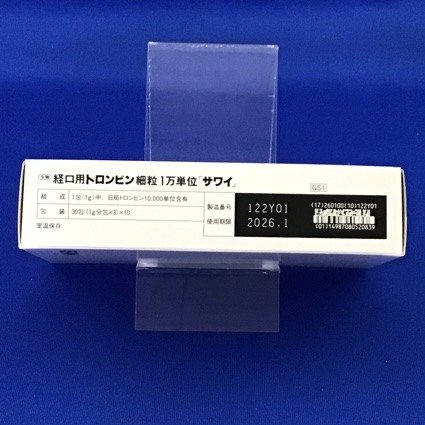 生物 経口用トロンビン細粒1万単位「サワイ」
組成 1包(1g)中、日局トロンビン10,000単位含有
包装 30包:(1g分包×3)×10
室温保存
製造番号 122Y01
使用期限 2026.1
GS1
(17)260100(10)122Y01
(01)14987080520839